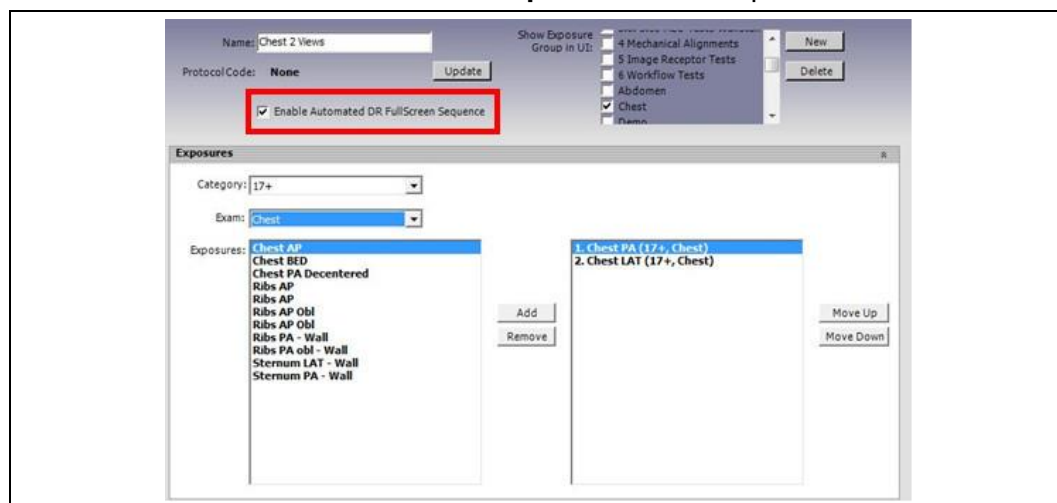 Name: Chest 2 Views
Show Exposure Group in UI:
4 Mechanical Alignments
5 Image Receptor Tests
6 Workflow Tests
Abdomen
Chest
Demo
New
Delete
Protocol Code: None
Update
Enable Automated DR FullScreen Sequence
Exposures
Category: 17+
Exam: Chest
Exposures:
Chest AP
Chest BED
Chest PA Decentered
Ribs AP
Ribs AP
Ribs AP Obl
Ribs AP Obl
Ribs PA - Wall
Ribs PA obl - Wall
Sternum LAT - Wall
Sternum PA - Wall
Add
Remove
1. Chest PA (17+, Chest)
2. Chest LAT (17+, Chest)
Move Up
Move Down